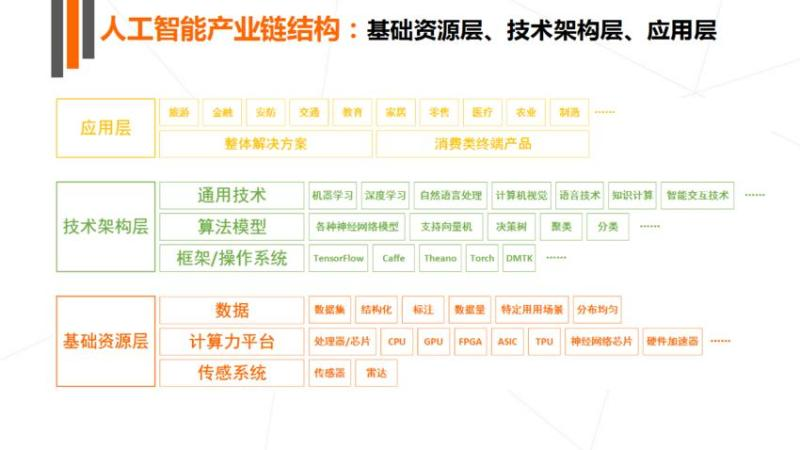 人工智能产业链结构：基础资源层、技术架构层、应用层
应用层
旅游 金融 安防 交通 教育 家居 零售 医疗 农业 制造 ……
整体解决方案 消费类终端产品
技术架构层
通用技术 机器学习 深度学习 自然语言处理 计算机视觉 语音技术 知识计算 智能交互技术 ……
算法模型 各种神经网络模型 支持向量机 决策树 聚类 分类 ……
框架/操作系统 TensorFlow Caffe Theano Torch DMTK ……
基础资源层
数据 数据集 结构化 标注 数据量 特定用用场景 分布均匀
计算力平台 处理器/芯片 CPU GPU FPGA ASIC TPU 神经网络芯片 硬件加速器 ……
传感系统 传感器 雷达